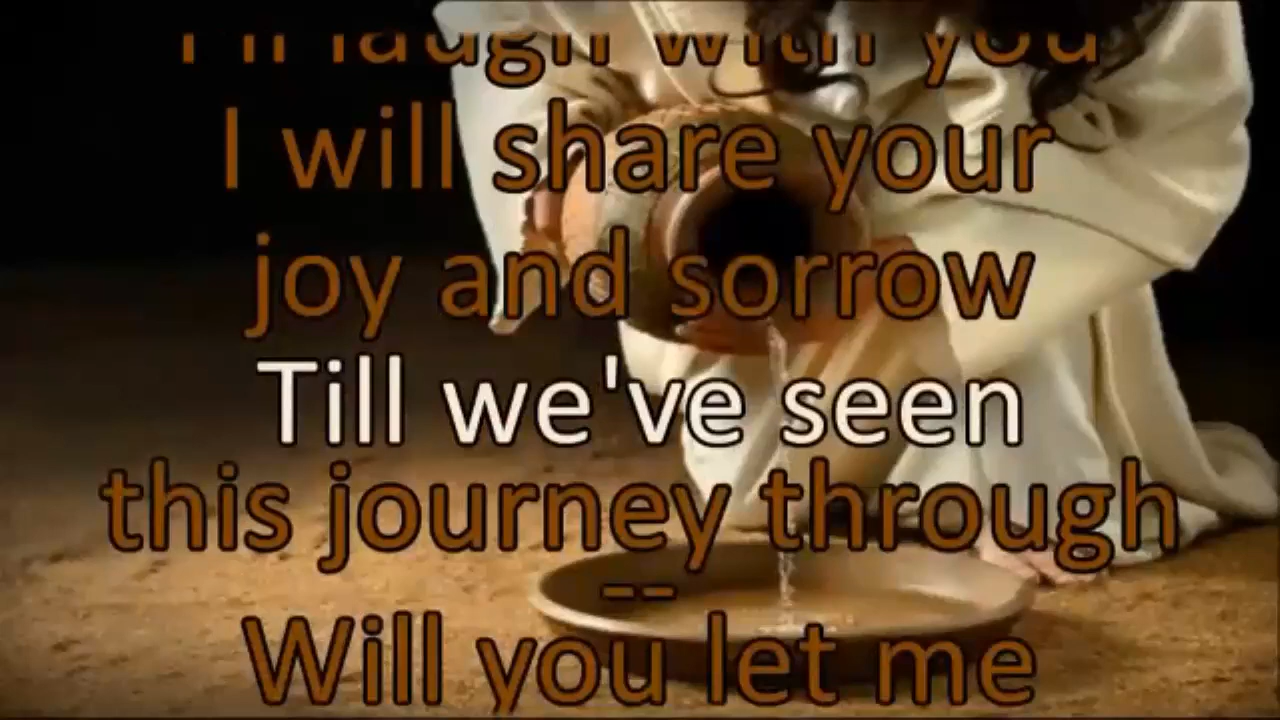 I'll laugh with you
I will share your
joy and sorrow
Till we've seen
this journey through
--
Will you let me